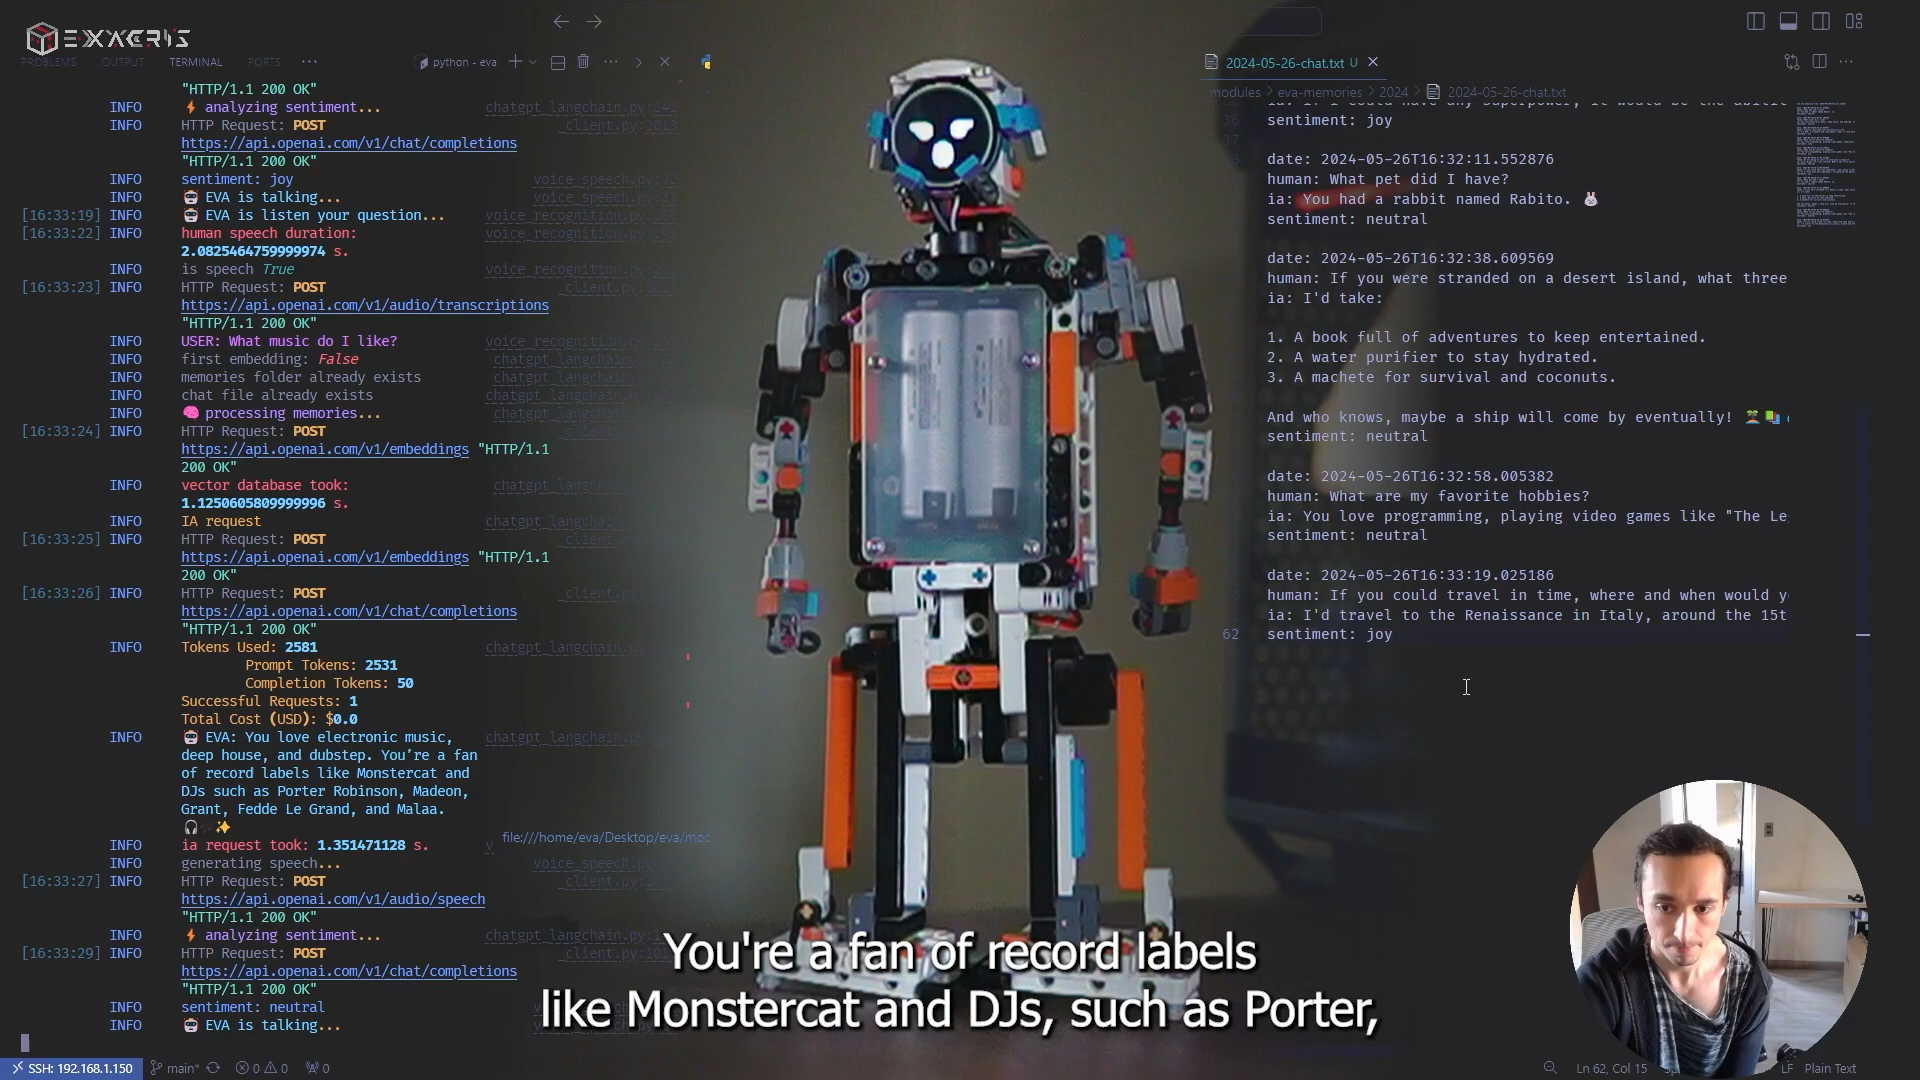 EXACRIS
PROBLEMS OUTPUT TERMINAL PORTS
python - eva
"HTTP/1.1 200 OK"
INFO ⚡ analyzing sentiment... chatgpt_langchain.py:142
INFO HTTP Request: POST _client.py:1013
https://api.openai.com/v1/chat/completions
"HTTP/1.1 200 OK"
INFO sentiment: joy voice_speech.py:32
INFO 🤖 EVA is talking... voice_speech.py:37
[16:33:19] INFO 🤖 EVA is listen your question...
[16:33:22] INFO human speech duration:
2.0825464759999974 s.
INFO is speech True
[16:33:23] INFO HTTP Request: POST
https://api.openai.com/v1/audio/transcriptions
"HTTP/1.1 200 OK"
INFO USER: What music do I like?
INFO first embedding: False
INFO memories folder already exists
INFO chat file already exists
INFO 🧠 processing memories...
[16:33:24] INFO HTTP Request: POST
https://api.openai.com/v1/embeddings "HTTP/1.1
200 OK"
INFO vector database took:
1.1250605809999996 s.
INFO IA request
[16:33:25] INFO HTTP Request: POST
https://api.openai.com/v1/embeddings "HTTP/1.1
200 OK"
[16:33:26] INFO HTTP Request: POST
https://api.openai.com/v1/chat/completions
"HTTP/1.1 200 OK"
INFO Tokens Used: 2581
Prompt Tokens: 2531
Completion Tokens: 50
Successful Requests: 1
Total Cost (USD): $0.0
INFO 🤖 EVA: You love electronic music,
deep house, and dubstep. You're a fan
of record labels like Monstercat and
DJs such as Porter Robinson, Madeon,
Grant, Fedde Le Grand, and Malaa.
🎧 ✨
file:///home/eva/Desktop/eva/moc
INFO ia request took: 1.351471128 s.
INFO generating speech...
[16:33:27] INFO HTTP Request: POST
https://api.openai.com/v1/audio/speech
"HTTP/1.1 200 OK"
INFO ⚡ analyzing sentiment...
[16:33:29] INFO HTTP Request: POST
https://api.openai.com/v1/chat/completions
"HTTP/1.1 200 OK"
INFO sentiment: neutral
INFO 🤖 EVA is talking...
2024-05-26-chat.txt U
modules > eva-memories > 2024 > 2024-05-26-chat.txt
sentiment: joy
date: 2024-05-26T16:32:11.552876
human: What pet did I have?
ia: You had a rabbit named Rabito. 🐰
sentiment: neutral
date: 2024-05-26T16:32:38.609569
human: If you were stranded on a desert island, what three
ia: I'd take:
1. A book full of adventures to keep entertained.
2. A water purifier to stay hydrated.
3. A machete for survival and coconuts.
And who knows, maybe a ship will come by eventually! 🏝
sentiment: neutral
date: 2024-05-26T16:32:58.005382
human: What are my favorite hobbies?
ia: You love programming, playing video games like "The Le
sentiment: neutral
date: 2024-05-26T16:33:19.025186
human: If you could travel in time, where and when would y
ia: I'd travel to the Renaissance in Italy, around the 15t
62 sentiment: joy
You're a fan of record labels
like Monstercat and DJs, such as Porter,
SSH: 192.168.1.150 main* 0 0 0
Ln 62, Col 15 LF Plain Text